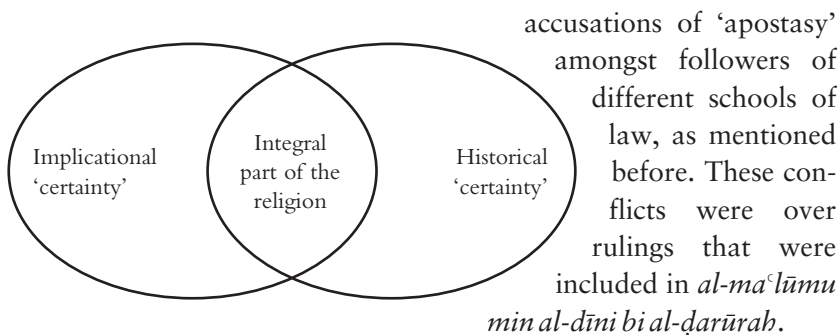 Implicational
‘certainty’
Integral
part of the
religion
Historical
‘certainty’
accusations of ‘apostasy’
amongst followers of
different schools of
law, as mentioned
before. These con-
flicts were over
rulings that were
included in al-maʿlūmu
min al-dīni bi al-ḍarūrah.